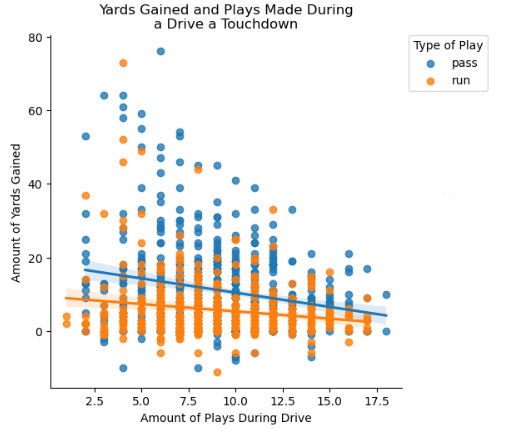 Yards Gained and Plays Made During
a Drive a Touchdown
Type of Play
pass
run
Amount of Yards Gained
80
60
40
20
0
2.5 5.0 7.5 10.0 12.5 15.0 17.5
Amount of Plays During Drive